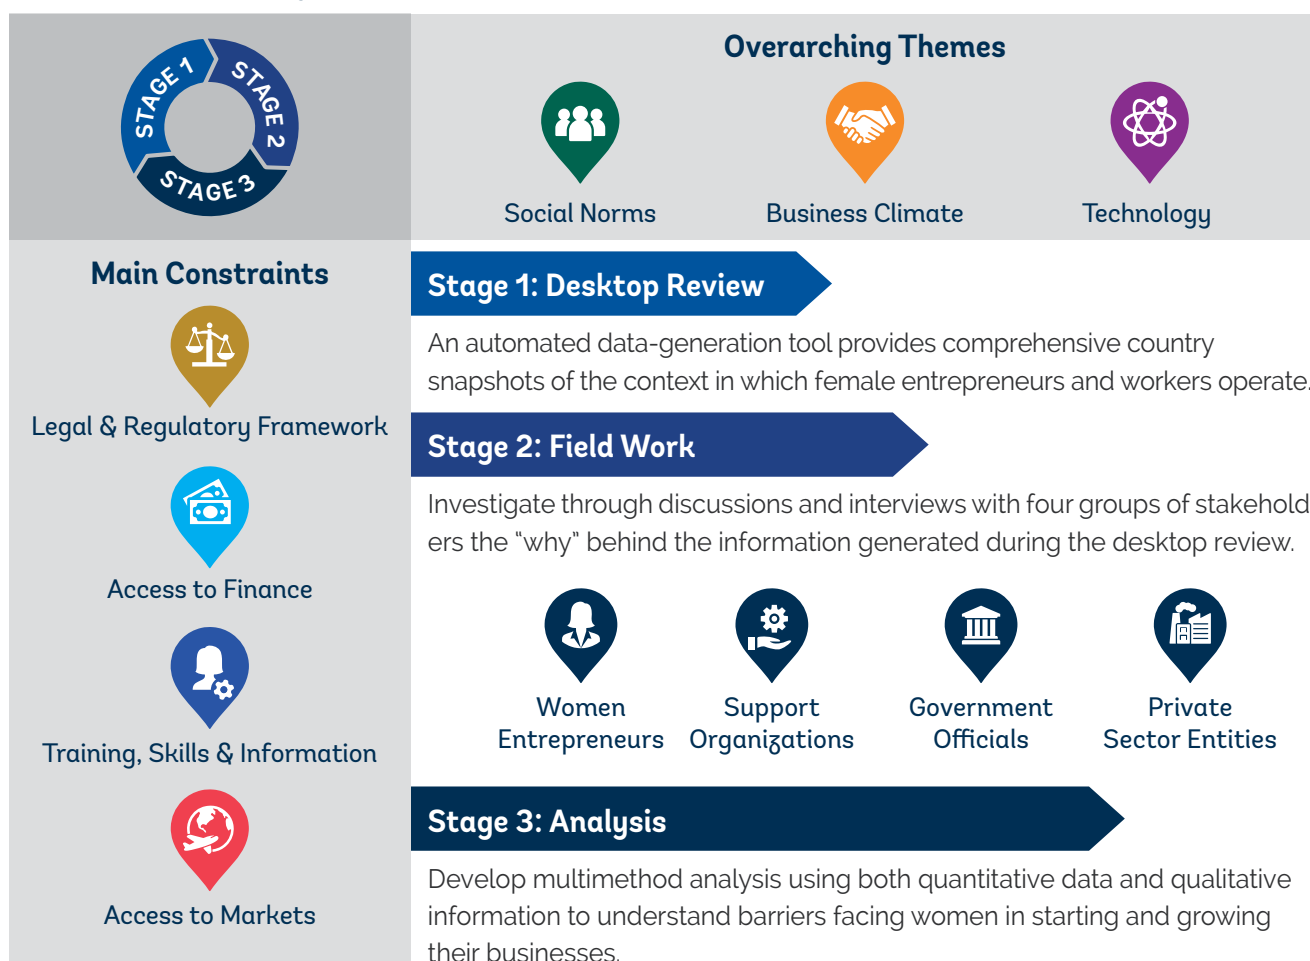 STAGE 1
STAGE 2
STAGE 3
Overarching Themes
Social Norms
Business Climate
Technology
Main Constraints
Legal & Regulatory Framework
Access to Finance
Training, Skills & Information
Access to Markets
Stage 1: Desktop Review
An automated data-generation tool provides comprehensive country
snapshots of the context in which female entrepreneurs and workers operate.
Stage 2: Field Work
Investigate through discussions and interviews with four groups of stakehold
ers the “why” behind the information generated during the desktop review.
Women
Entrepreneurs
Support
Organizations
Government
Officials
Private
Sector Entities
Stage 3: Analysis
Develop multimethod analysis using both quantitative data and qualitative
information to understand barriers facing women in starting and growing
their businesses.